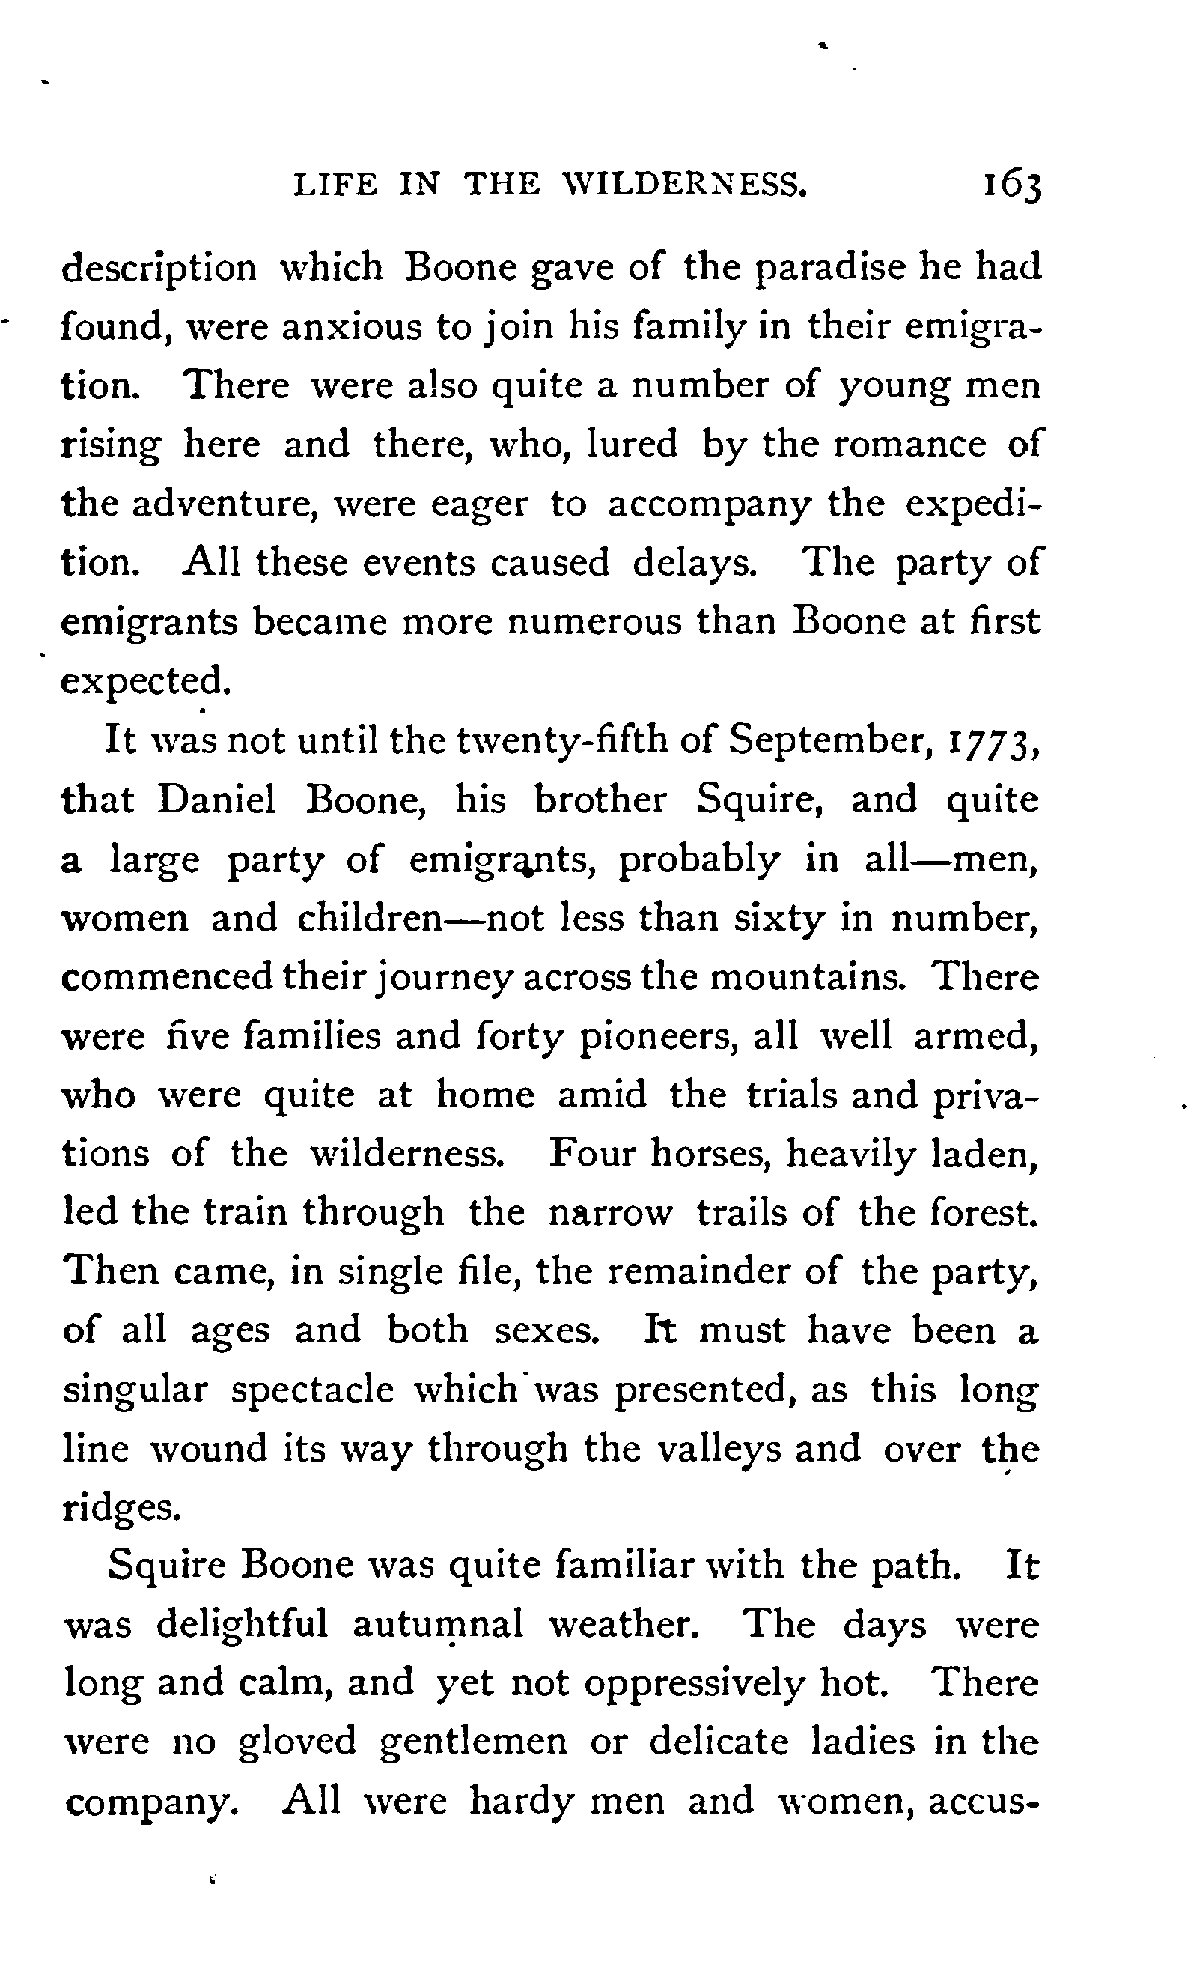 LIFE IN THE WILDERNESS. 163
description which Boone gave of the paradise he had
found, were anxious to join his family in their emigra-
tion. There were also quite a number of young men
rising here and there, who, lured by the romance of
the adventure, were eager to accompany the expedi-
tion. All these events caused delays. The party of
emigrants became more numerous than Boone at first
expected.
It was not until the twenty-fifth of September, 1773,
that Daniel Boone, his brother Squire, and quite
a large party of emigrants, probably in all—men,
women and children—not less than sixty in number,
commenced their journey across the mountains. There
were five families and forty pioneers, all well armed,
who were quite at home amid the trials and priva-
tions of the wilderness. Four horses, heavily laden,
led the train through the narrow trails of the forest.
Then came, in single file, the remainder of the party,
of all ages and both sexes. It must have been a
singular spectacle which was presented, as this long
line wound its way through the valleys and over the
ridges.
Squire Boone was quite familiar with the path. It
was delightful autumnal weather. The days were
long and calm, and yet not oppressively hot. There
were no gloved gentlemen or delicate ladies in the
company. All were hardy men and women, accus-